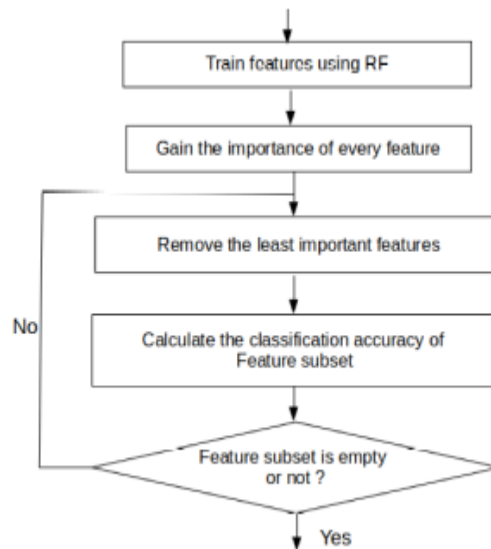 Train features using RF
Gain the importance of every feature
Remove the least important features
No
Calculate the classification accuracy of
Feature subset
Feature subset is empty
or not ?
Yes